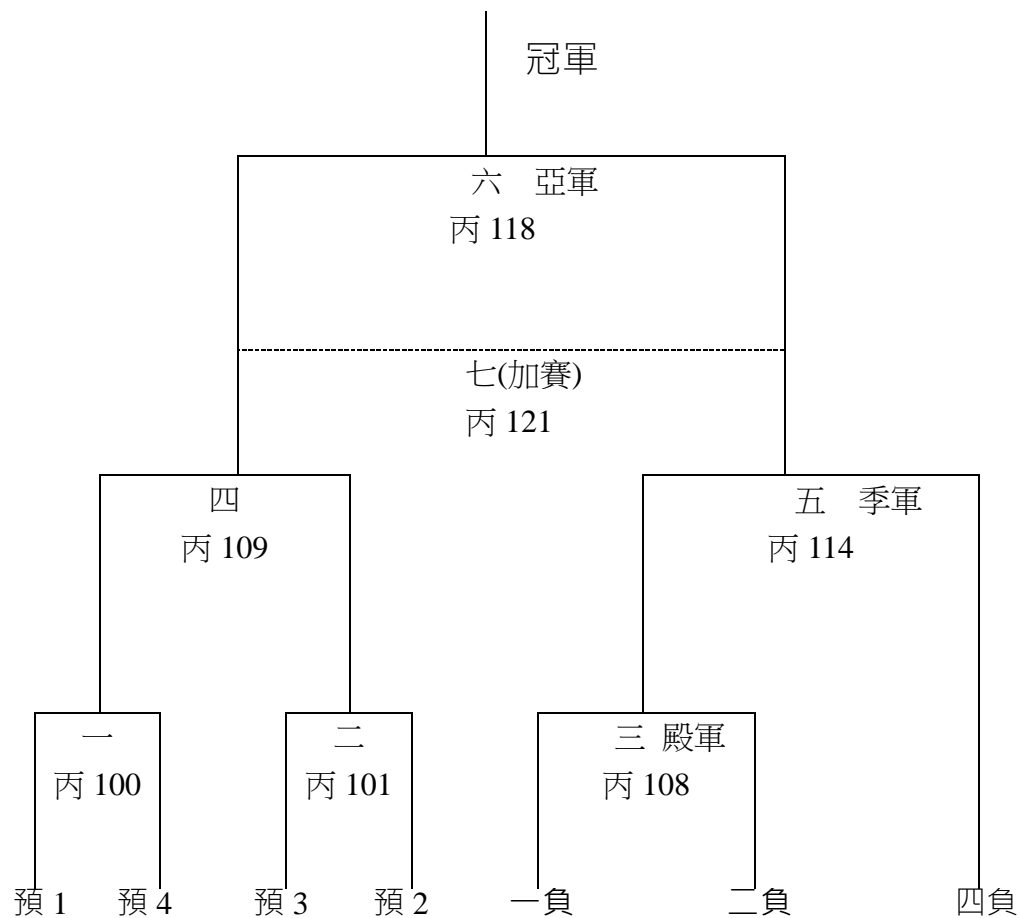 冠軍
六 亞軍
丙 118
七(加賽)
丙 121
四
丙 109
五 季軍
丙 114
一
丙 100
二
丙 101
三 殿軍
丙 108
預 1 預 4 預 3 預 2 一負 二負 四負